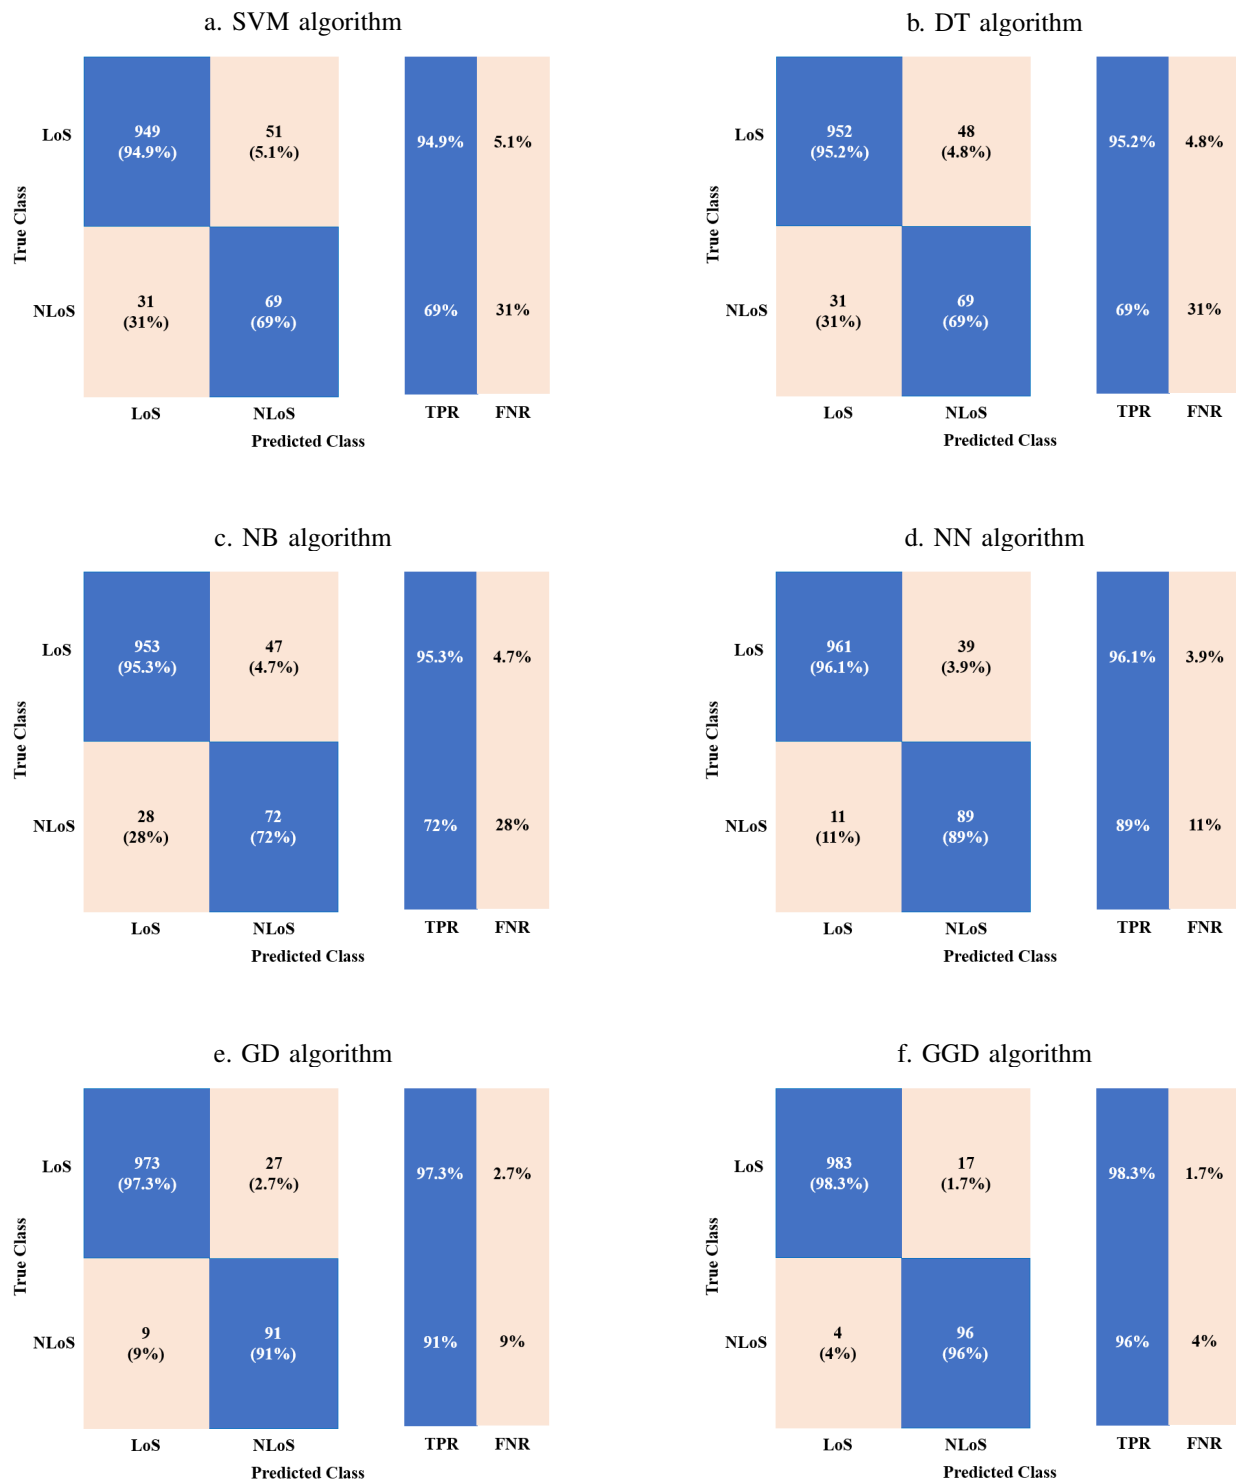 a. SVM algorithm
LoS
949
(94.9%)
51
(5.1%)
94.9%
5.1%
True Class
NLoS
31
(31%)
69
(69%)
69%
31%
LoS
NLoS
TPR
FNR
Predicted Class
b. DT algorithm
LoS
952
(95.2%)
48
(4.8%)
95.2%
4.8%
True Class
NLoS
31
(31%)
69
(69%)
69%
31%
LoS
NLoS
TPR
FNR
Predicted Class
c. NB algorithm
LoS
953
(95.3%)
47
(4.7%)
95.3%
4.7%
True Class
NLoS
28
(28%)
72
(72%)
72%
28%
LoS
NLoS
TPR
FNR
Predicted Class
d. NN algorithm
LoS
961
(96.1%)
39
(3.9%)
96.1%
3.9%
True Class
NLoS
11
(11%)
89
(89%)
89%
11%
LoS
NLoS
TPR
FNR
Predicted Class
e. GD algorithm
LoS
973
(97.3%)
27
(2.7%)
97.3%
2.7%
True Class
NLoS
9
(9%)
91
(91%)
91%
9%
LoS
NLoS
TPR
FNR
Predicted Class
f. GGD algorithm
LoS
983
(98.3%)
17
(1.7%)
98.3%
1.7%
True Class
NLoS
4
(4%)
96
(96%)
96%
4%
LoS
NLoS
TPR
FNR
Predicted Class